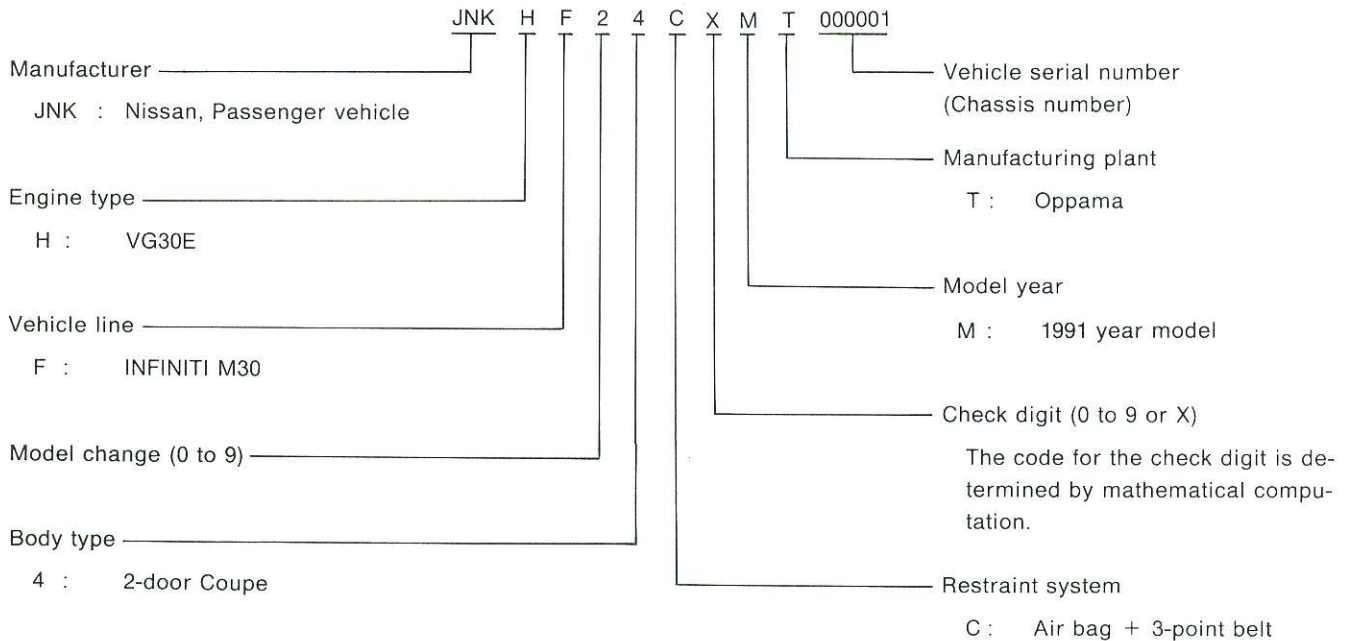 JNK H F 2 4 C X M T 000001
Manufacturer
JNK : Nissan, Passenger vehicle
Engine type
H : VG30E
Vehicle line
F : INFINITI M30
Model change (0 to 9)
Body type
4 : 2-door Coupe
Vehicle serial number
(Chassis number)
Manufacturing plant
T : Oppama
Model year
M : 1991 year model
Check digit (0 to 9 or X)
The code for the check digit is de-
termined by mathematical compu-
tation.
Restraint system
C : Air bag + 3-point belt